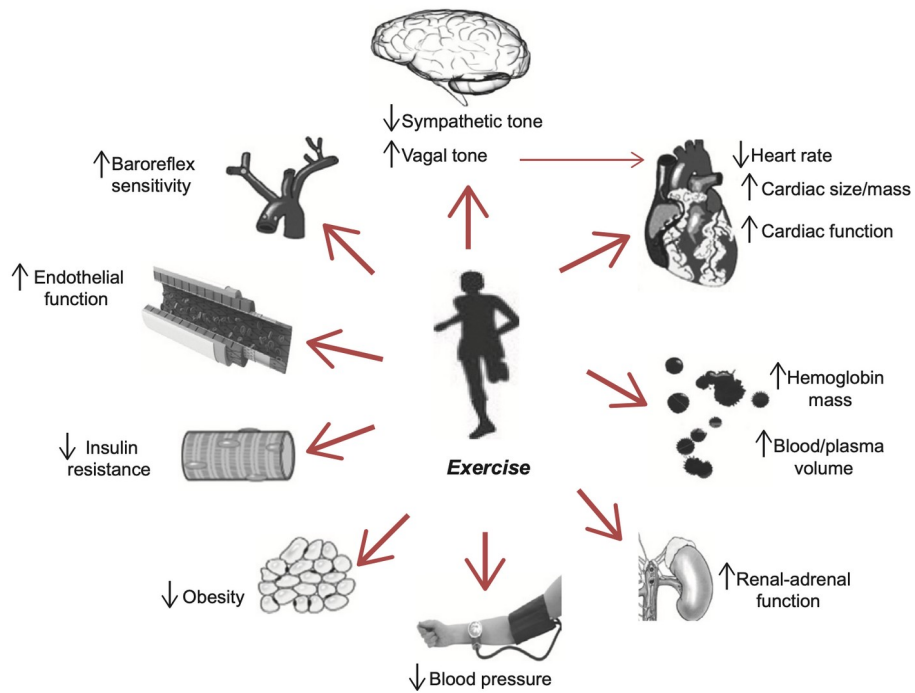 ↓ Sympathetic tone
↑ Vagal tone
↑ Baroreflex
sensitivity
↓ Heart rate
↑ Cardiac size/mass
↑ Cardiac function
↑ Endothelial
function
↑ Hemoglobin
mass
↑ Blood/plasma
volume
↓ Insulin
resistance
Exercise
↓ Obesity
↑ Renal-adrenal
function
↓ Blood pressure